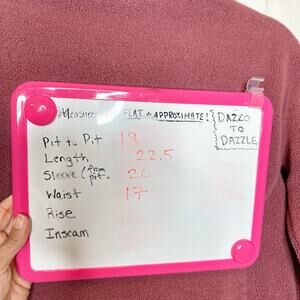 Measurements FLAT + APPROXIMATE!
DAZCO
TO
DAZZLE
Pit to Pit 18
Length 22.5
Sleeve (from pit) 20
Waist 17
Rise
Inseam